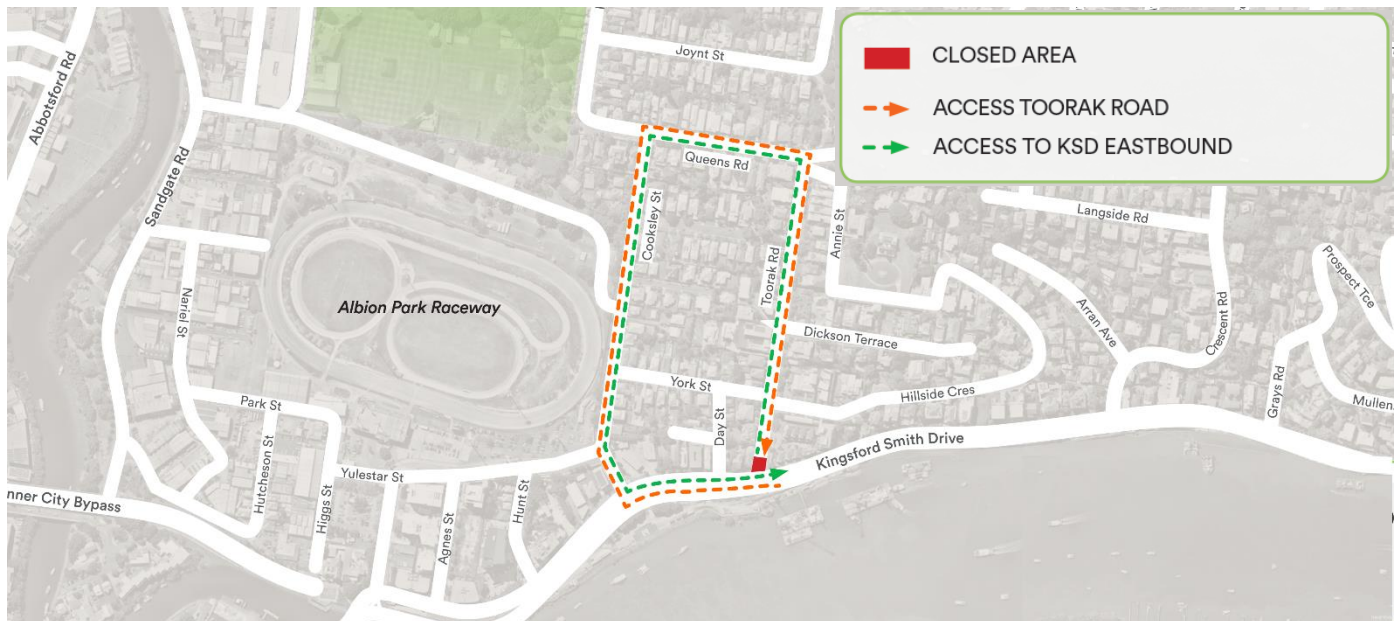 CLOSED AREA
ACCESS TOORAK ROAD
ACCESS TO KSD EASTBOUND
Joynt St
Abbotsford Rd
Sandgate Rd
Queens Rd
Cooksley St
Toorak Rd
Annie St
Langside Rd
Prospect Tce
Nariel St
Albion Park Raceway
Dickson Terrace
Arran Ave
Crescent Rd
Grays Rd
York St
Hillside Cres
Mullen
Park St
Day St
Kingsford Smith Drive
Yulestar St
Hutcheson St
Higgs St
Agnes St
Hunt St
nner City Bypass